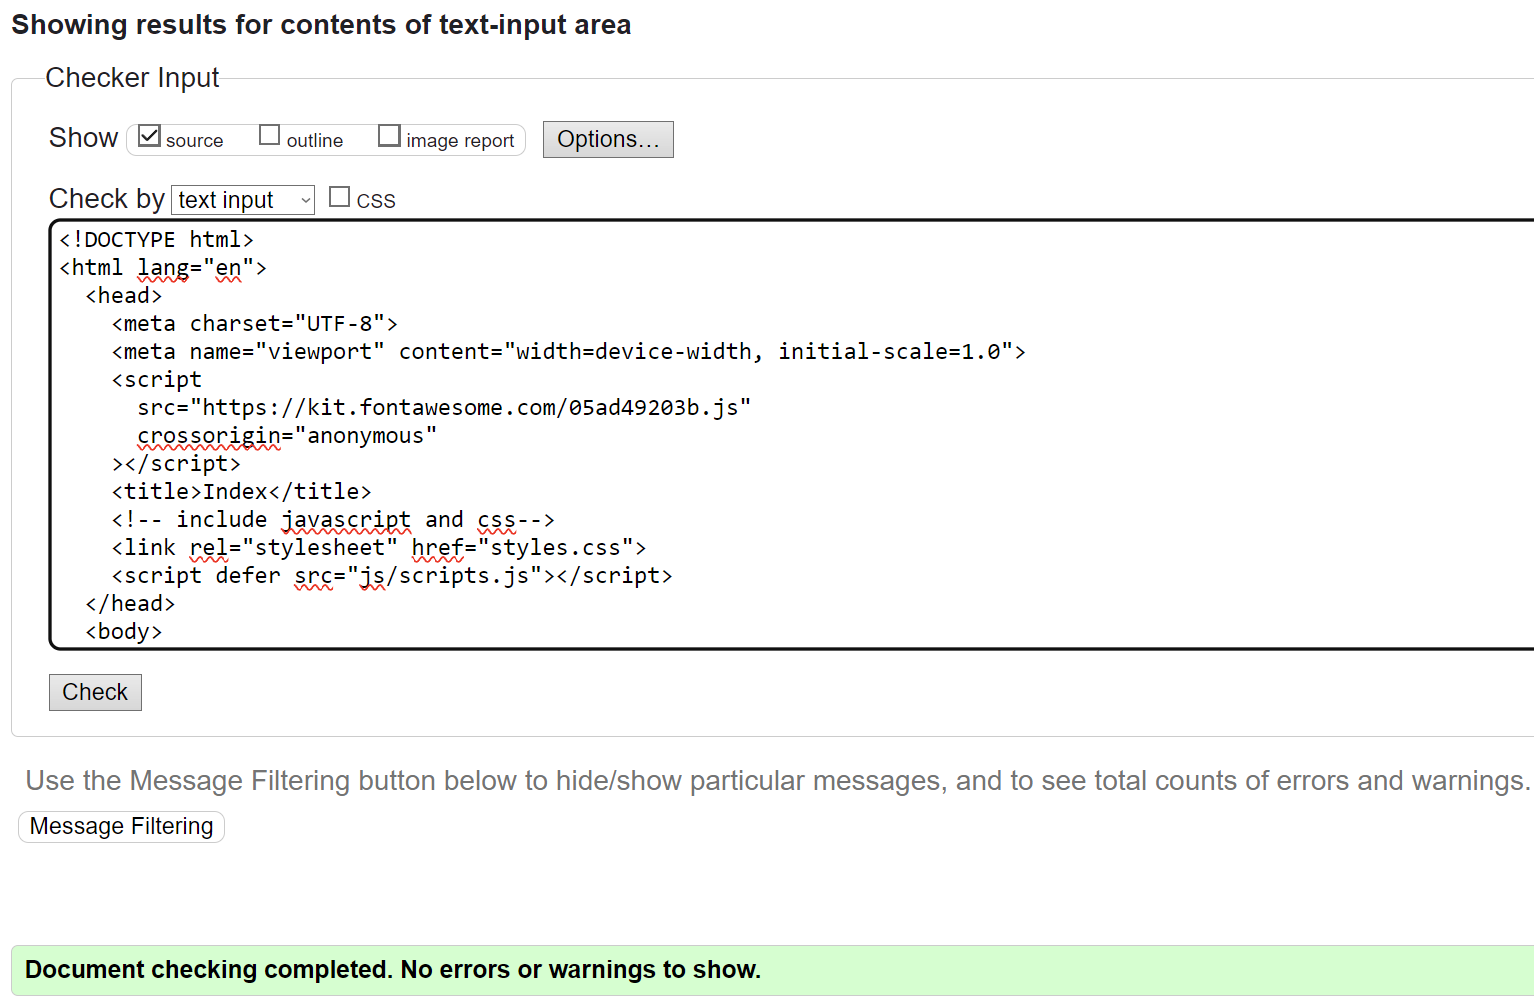 Showing results for contents of text-input area
Checker Input
Show source outline image report Options...
Check by text input CSS
<!DOCTYPE html>
<html lang="en">
  <head>
    <meta charset="UTF-8">
    <meta name="viewport" content="width=device-width, initial-scale=1.0">
    <script
      src="https://kit.fontawesome.com/05ad49203b.js"
      crossorigin="anonymous"
    ></script>
    <title>Index</title>
    <!-- include javascript and css-->
    <link rel="stylesheet" href="styles.css">
    <script defer src="js/scripts.js"></script>
  </head>
  <body>
Check
Use the Message Filtering button below to hide/show particular messages, and to see total counts of errors and warnings.
Message Filtering
Document checking completed. No errors or warnings to show.